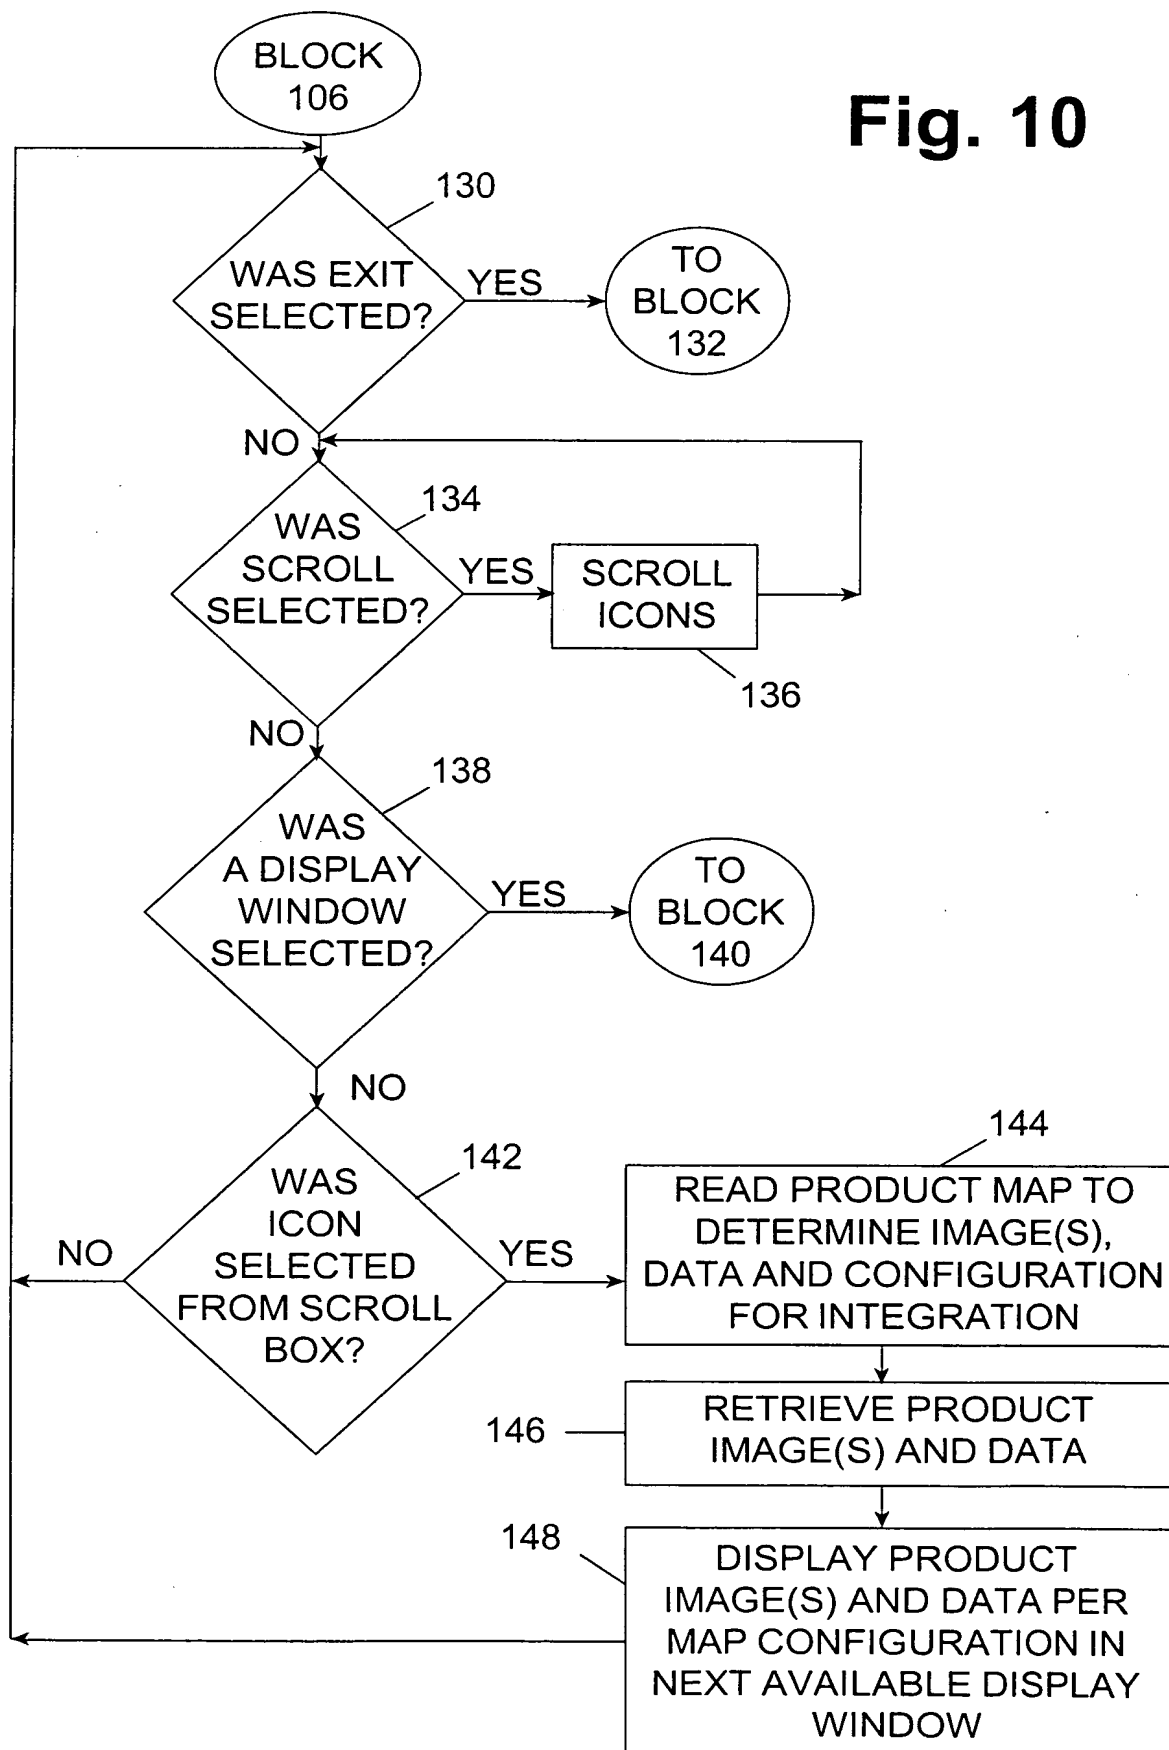 BLOCK
106
Fig. 10
130
WAS EXIT
SELECTED?
YES
TO
BLOCK
132
NO
134
WAS
SCROLL
SELECTED?
YES
SCROLL
ICONS
136
NO
138
WAS
A DISPLAY
WINDOW
SELECTED?
YES
TO
BLOCK
140
NO
142
WAS
ICON
SELECTED
FROM SCROLL
BOX?
NO
YES
144
READ PRODUCT MAP TO
DETERMINE IMAGE(S),
DATA AND CONFIGURATION
FOR INTEGRATION
146
RETRIEVE PRODUCT
IMAGE(S) AND DATA
148
DISPLAY PRODUCT
IMAGE(S) AND DATA PER
MAP CONFIGURATION IN
NEXT AVAILABLE DISPLAY
WINDOW